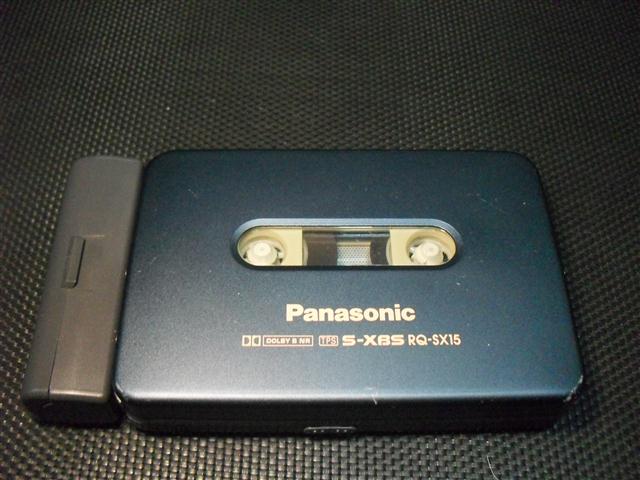 Panasonic
DOLBY B NR TPS S-XBS RQ-SX15